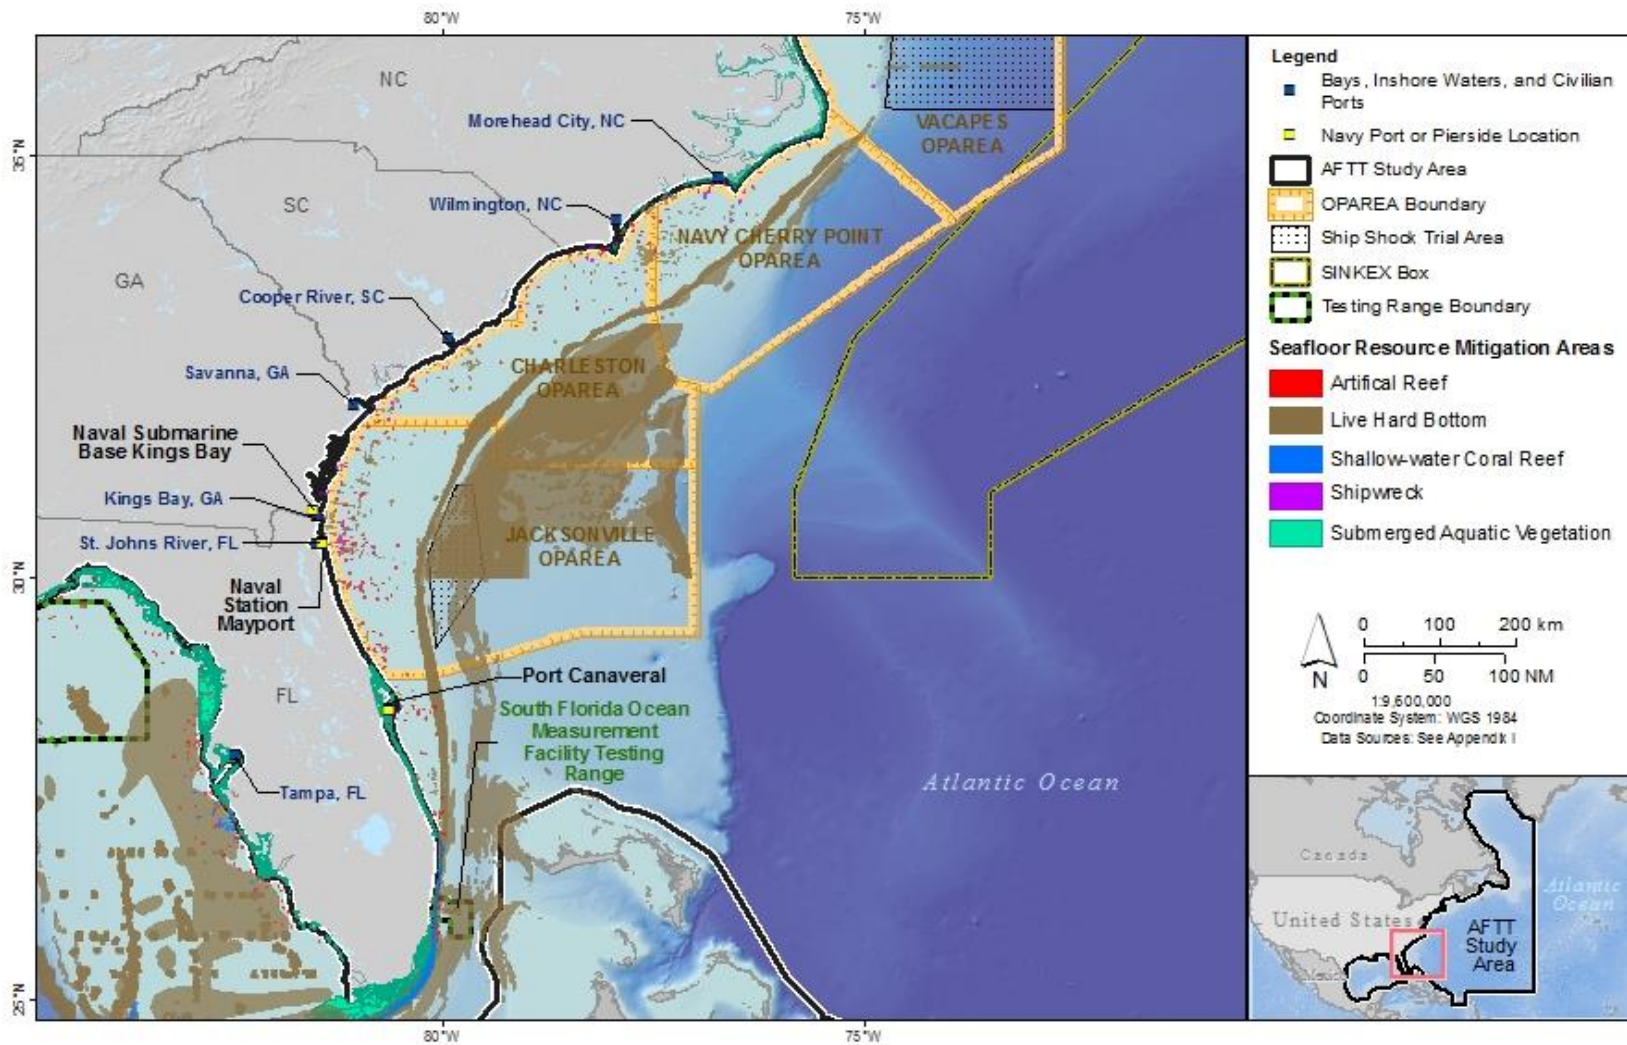 80°W
75°W
NC
Morehead City, NC
VACAPES
OPAREA
35°N
35°N
SC
Wilmington, NC
NAVY CHERRY POINT
OPAREA
GA
Cooper River, SC
CHARLESTON
OPAREA
Savanna, GA
Naval Submarine
Base Kings Bay
Kings Bay, GA
JACKSONVILLE
OPAREA
St. Johns River, FL
30°N
30°N
Naval
Station
Mayport
Port Canaveral
FL
South Florida Ocean
Measurement
Facility Testing
Range
Tampa, FL
Atlantic Ocean
25°N
25°N
80°W
75°W
Legend
Bays, Inshore Waters, and Civilian
Ports
Navy Port or Pierside Location
AFTT Study Area
OPAREA Boundary
Ship Shock Trial Area
SINKEX Box
Testing Range Boundary
Seafloor Resource Mitigation Areas
Artifical Reef
Live Hard Bottom
Shallow-water Coral Reef
Shipwreck
Submerged Aquatic Vegetation
N
0 100 200 km
0 50 100 NM
1:9,600,000
Coordinate System: WGS 1984
Data Sources: See Appendix I
Canada
United States
Atlantic
Ocean
AFTT
Study
Area
Mexico